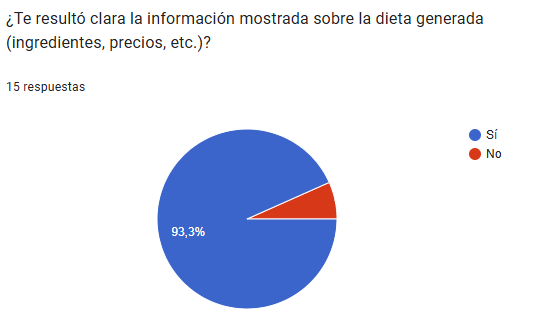 ¿Te resultó clara la información mostrada sobre la dieta generada
(ingredientes, precios, etc.)?
15 respuestas
Sí
No
93,3%